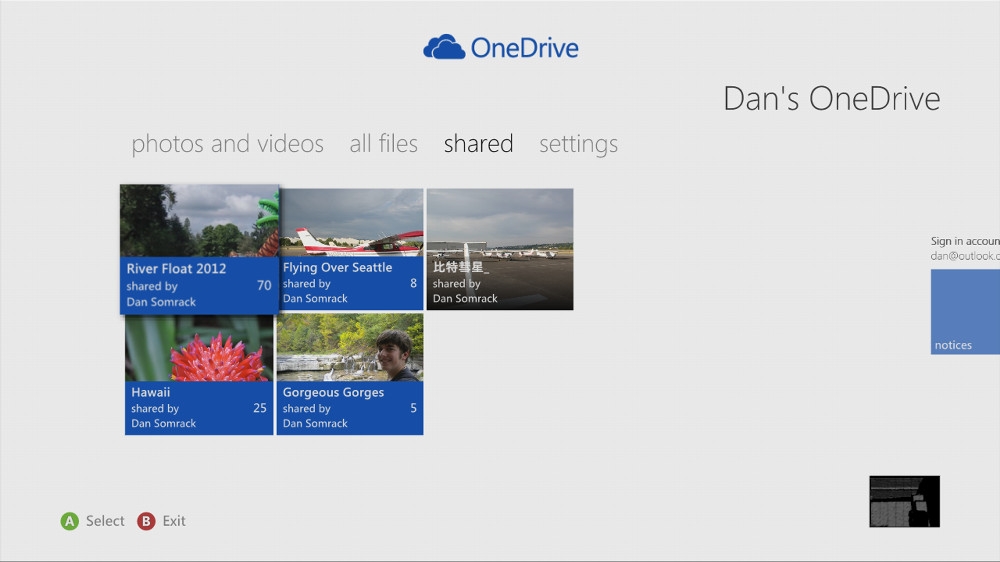 OneDrive
Dan's OneDrive
photos and videos all files shared settings
River Float 2012
shared by 70
Dan Somrack
Flying Over Seattle
shared by 8
Dan Somrack
比特彗星_
shared by
Dan Somrack
Hawaii
shared by 25
Dan Somrack
Gorgeous Gorges
shared by 5
Dan Somrack
Sign in accoun
dan@outlook.c
notices
A Select B Exit